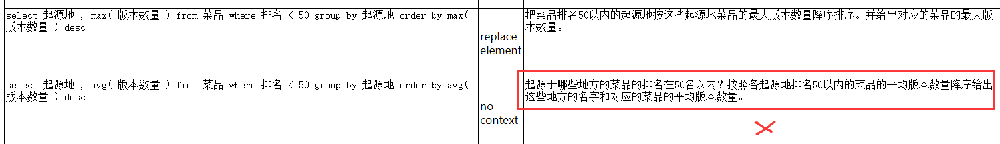 select 起源地 , max( 版本数量 ) from 菜品 where 排名 < 50 group by 起源地 order by max(
版本数量 ) desc
replace
element
把菜品排名50以内的起源地按这些起源地菜品的最大版本数量降序排序。并给出对应的菜品的最大版
本数量。
select 起源地 , avg( 版本数量 ) from 菜品 where 排名 < 50 group by 起源地 order by avg(
版本数量 ) desc
no
context
起源于哪些地方的菜品的排名在50名以内？按照各起源地排名50以内的菜品的平均版本数量降序给出
这些地方的名字和对应的菜品的平均版本数量。